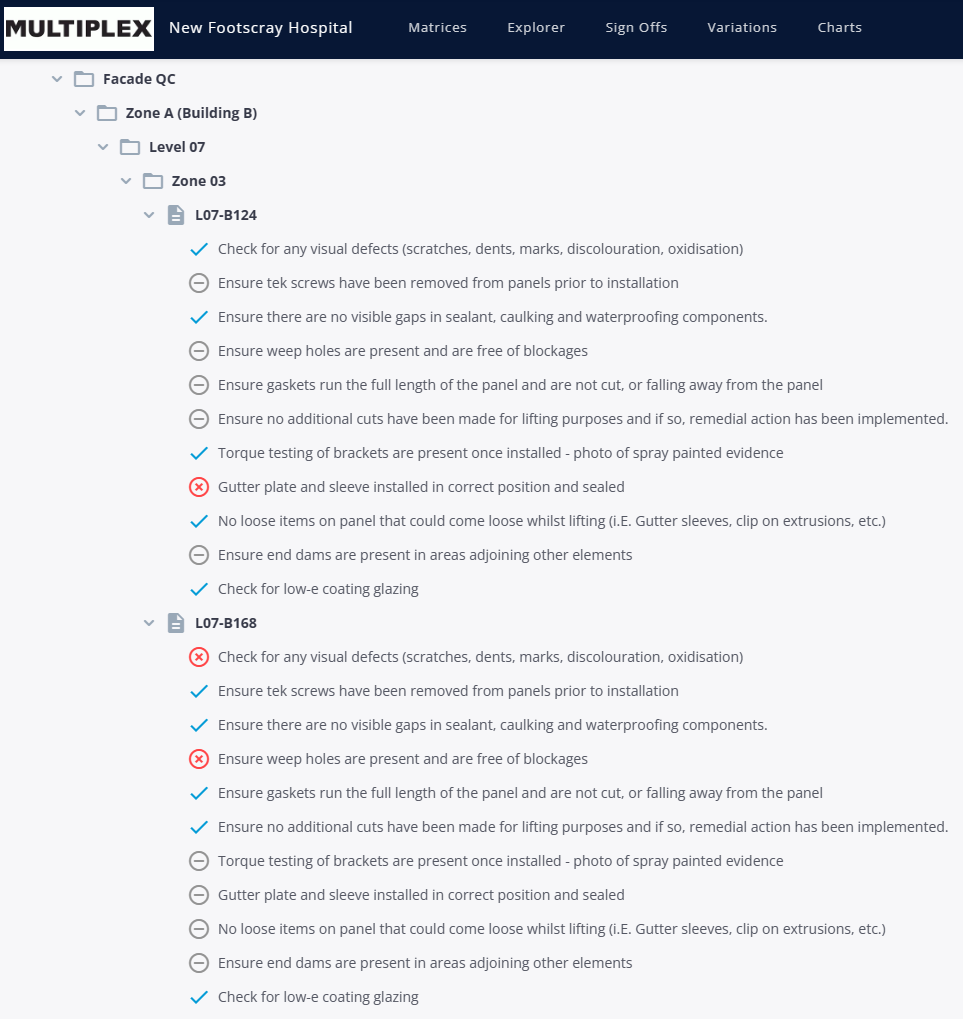 MULTIPLEX New Footscray Hospital Matrices Explorer Sign Offs Variations Charts
Facade QC
Zone A (Building B)
Level 07
Zone 03
L07-B124
Check for any visual defects (scratches, dents, marks, discolouration, oxidisation)
Ensure tek screws have been removed from panels prior to installation
Ensure there are no visible gaps in sealant, caulking and waterproofing components.
Ensure weep holes are present and are free of blockages
Ensure gaskets run the full length of the panel and are not cut, or falling away from the panel
Ensure no additional cuts have been made for lifting purposes and if so, remedial action has been implemented.
Torque testing of brackets are present once installed - photo of spray painted evidence
Gutter plate and sleeve installed in correct position and sealed
No loose items on panel that could come loose whilst lifting (i.E. Gutter sleeves, clip on extrusions, etc.)
Ensure end dams are present in areas adjoining other elements
Check for low-e coating glazing
L07-B168
Check for any visual defects (scratches, dents, marks, discolouration, oxidisation)
Ensure tek screws have been removed from panels prior to installation
Ensure there are no visible gaps in sealant, caulking and waterproofing components.
Ensure weep holes are present and are free of blockages
Ensure gaskets run the full length of the panel and are not cut, or falling away from the panel
Ensure no additional cuts have been made for lifting purposes and if so, remedial action has been implemented.
Torque testing of brackets are present once installed - photo of spray painted evidence
Gutter plate and sleeve installed in correct position and sealed
No loose items on panel that could come loose whilst lifting (i.E. Gutter sleeves, clip on extrusions, etc.)
Ensure end dams are present in areas adjoining other elements
Check for low-e coating glazing